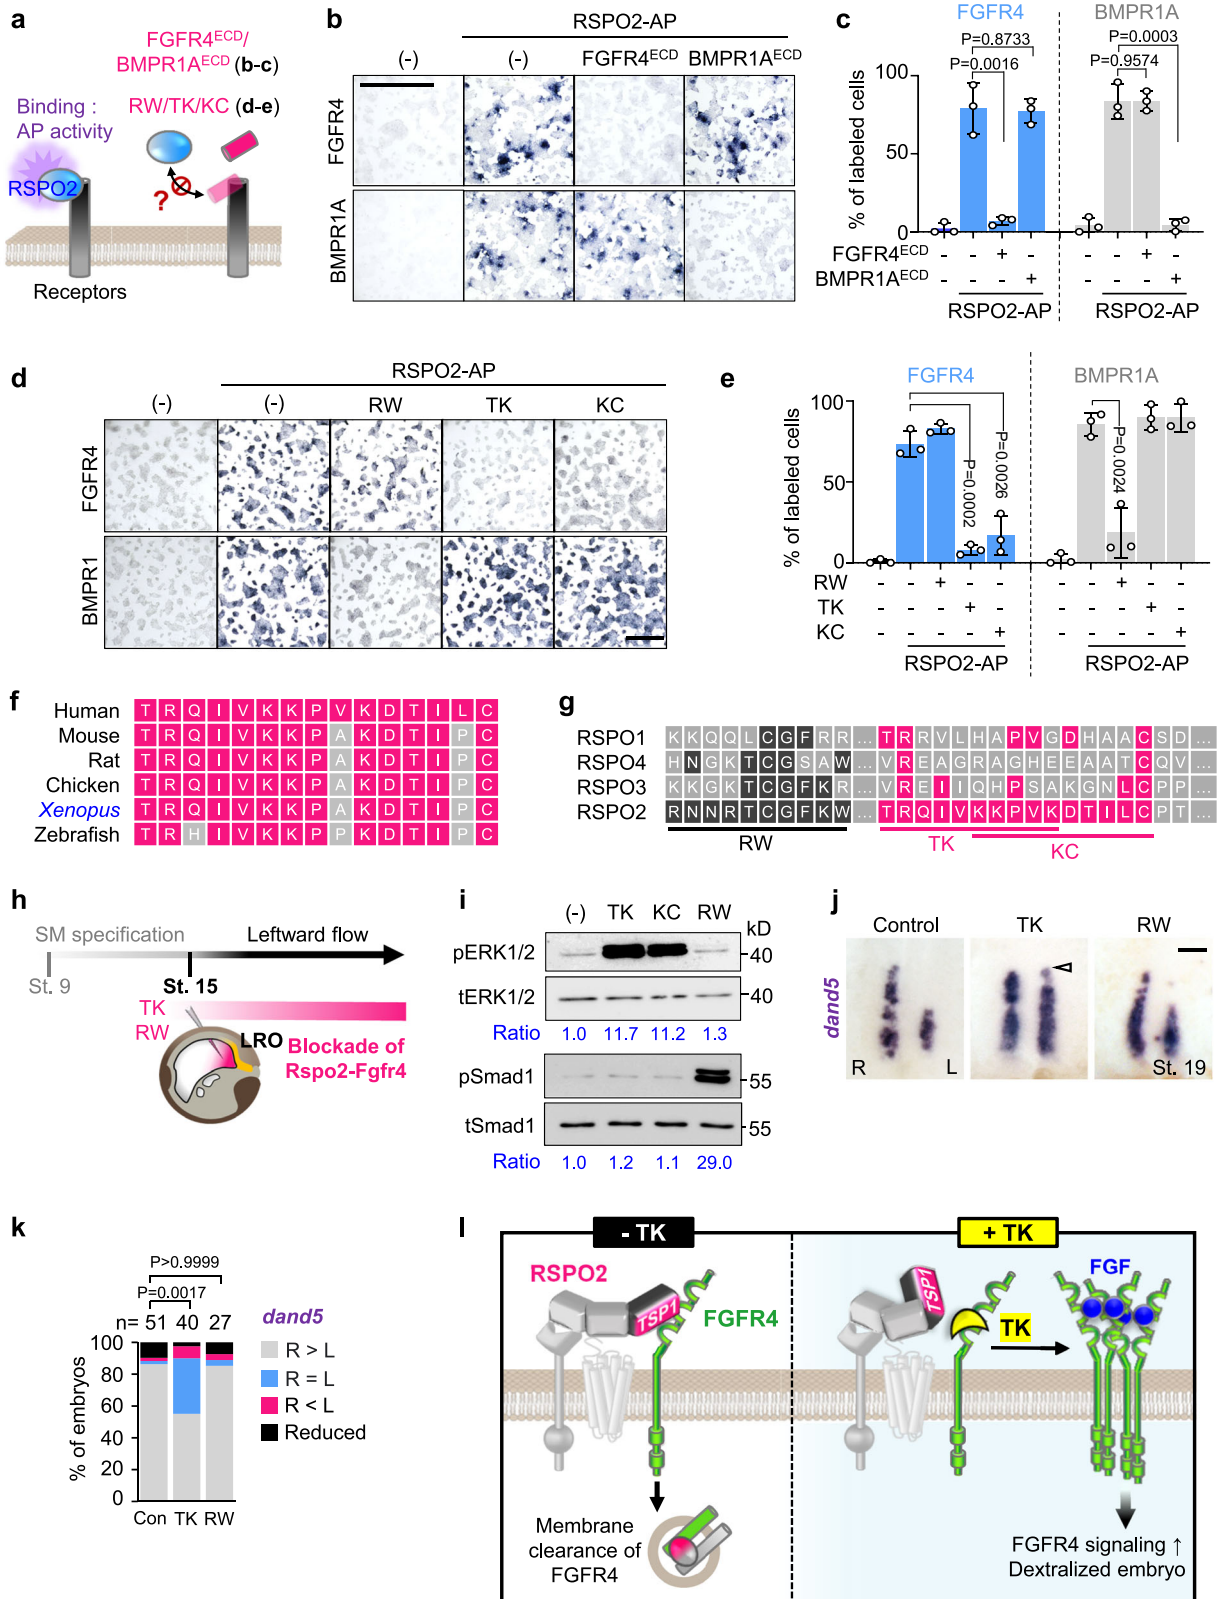 a
FGFR4ECD/
BMPR1AECD (b-c)
Binding :
AP activity
RW/TK/KC (d-e)
RSPO2
?
Receptors
b
RSPO2-AP
(-) (-) FGFR4ECD BMPR1AECD
FGFR4
BMPR1A
c
FGFR4 BMPR1A
P=0.8733 P=0.0003
P=0.0016 P=0.9574
% of labeled cells
100
50
0
FGFR4ECD - - + - - - + -
BMPR1AECD - - - + - - - +
RSPO2-AP RSPO2-AP
d
RSPO2-AP
(-) (-) RW TK KC
FGFR4
BMPR1
e
FGFR4 BMPR1A
% of labeled cells
100
50
0
P=0.0002
P=0.0026
P=0.00024
RW - - + - - - - + - -
TK - - - + - - - - + -
KC - - - - + - - - - +
RSPO2-AP RSPO2-AP
f
Human T R Q I V K K P V K D T I L C
Mouse T R Q I V K K P A K D T I P C
Rat T R Q I V K K P A K D T I P C
Chicken T R Q I V K K P A K D T I P C
Xenopus T R Q I V K K P A K D T I P C
Zebrafish T R H I V K K P P K D T I P C
g
RSPO1 K K Q Q L C G F R R ... T R R V L H A P V G D H A A C S D ...
RSPO4 H N G K T C G S A W ... V R E A G R A G H E E A A T C Q V ...
RSPO3 K K G K T C G F K R ... V R E I I Q H P S A K G N L C P P ...
RSPO2 R N N R T C G F K W ... T R Q I V K K P V K D T I L C P T ...
RW TK KC
h
SM specification Leftward flow
St. 9 St. 15
TK
RW
LRO
Blockade of
Rspo2-Fgfr4
i
(-) TK KC RW kD
pERK1/2 40
tERK1/2 40
Ratio 1.0 11.7 11.2 1.3
pSmad1 55
tSmad1 55
Ratio 1.0 1.2 1.1 29.0
j
Control TK RW
dand5
R L St. 19
k
P>0.9999
P=0.0017
n= 51 40 27
% of embryos
100
80
60
40
20
0
Con TK RW
dand5
R > L
R = L
R < L
Reduced
l
- TK + TK
RSPO2
TSP1
FGFR4
Membrane
clearance of
FGFR4
TSP1
TK
FGF
FGFR4 signaling ↑
Dextralized embryo